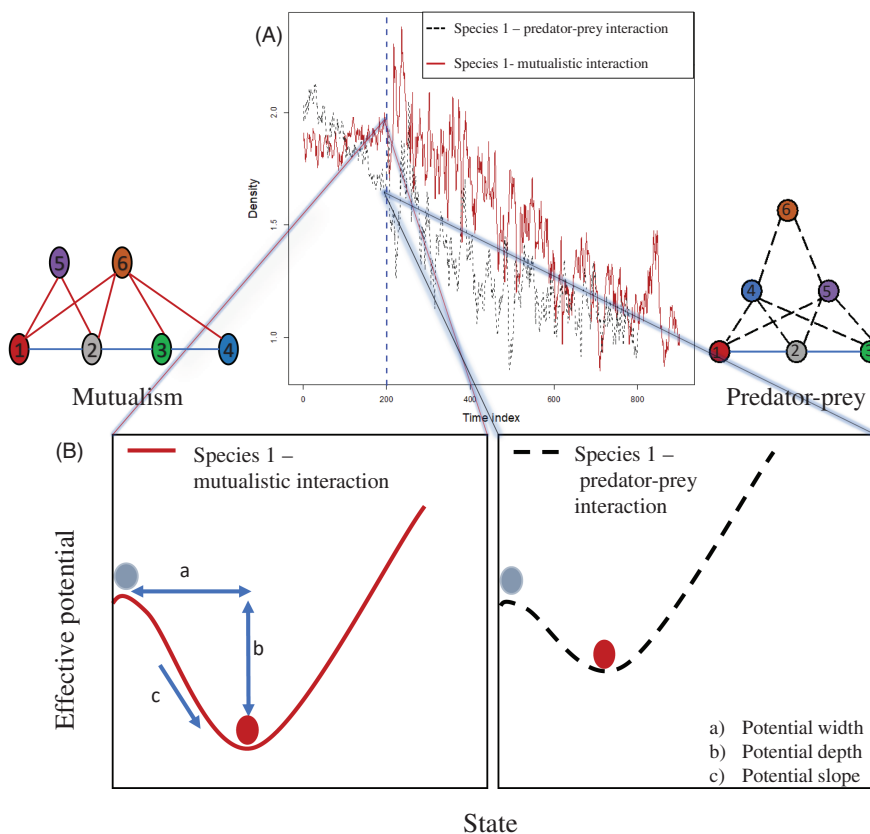 (A)
Species 1 – predator-prey interaction
Species 1- mutualistic interaction
2.0
1.5
1.0
Density
0
200
400
600
800
Time index
5
6
1
2
3
4
Mutualism
6
4
5
1
2
3
Predator-prey
(B)
Species 1 –
mutualistic interaction
a
b
c
Species 1 –
predator-prey
interaction
a) Potential width
b) Potential depth
c) Potential slope
Effective potential
State